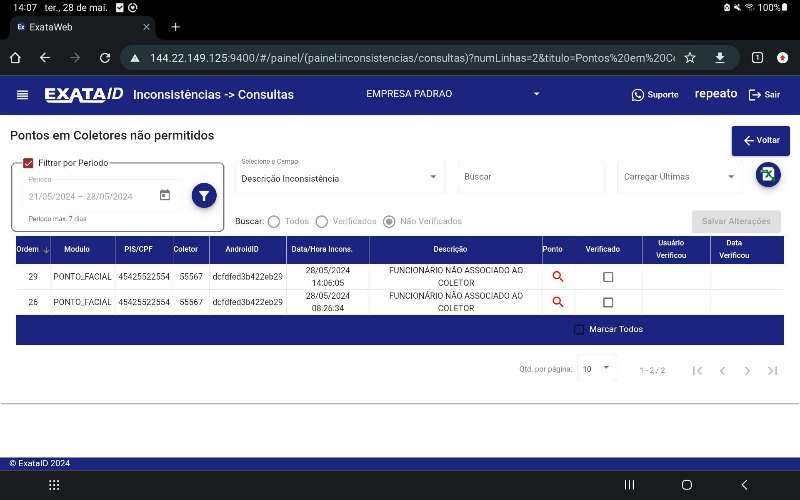 14:07 ter., 28 de mai.
100%
Ex ExataWeb
144.22.149.125:9400/#/painel/(painel:inconsistencias/consultas)?numLinhas=2&titulo=Pontos%20em%20Co
1
EXATAID
Inconsistências -> Consultas
EMPRESA PADRAO
Suporte
repeato
Sair
Pontos em Coletores não permitidos
Voltar
Filtrar por Periodo
Período
21/05/2024 – 28/05/2024
Período max. 7 dias
Selecione o Campo
Descrição Inconsistência
Buscar
Carregar Últimas
Buscar: Todos Verificados Não Verificados
Salvar Alterações
Ordem Modulo PIS/CPF Coletor AndroidID Data/Hora Incons. Descrição Ponto Verificado Usuário Verificou Data Verificou
29 PONTO_FACIAL 45425522554 55567 dcfdfed3b422eb29 28/05/2024 14:06:05 FUNCIONÁRIO NÃO ASSOCIADO AO COLETOR
26 PONTO_FACIAL 45425522554 55567 dcfdfed3b422eb29 28/05/2024 08:26:34 FUNCIONÁRIO NÃO ASSOCIADO AO COLETOR
Marcar Todos
Qtd. por página: 10 1 - 2 / 2
© ExataID 2024